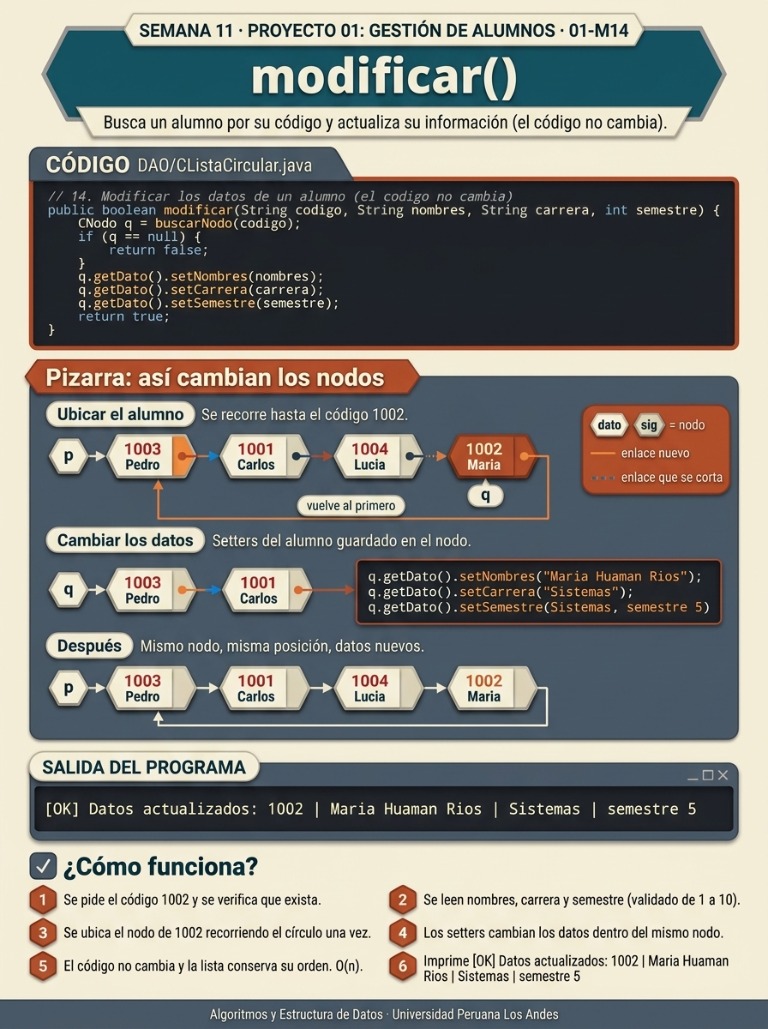 SEMANA 11 · PROYECTO 01: GESTIÓN DE ALUMNOS · 01-M14
modificar()
Busca un alumno por su código y actualiza su información (el código no cambia).
CÓDIGO DAO/CListaCircular.java
// 14. Modificar los datos de un alumno (el codigo no cambia)
public boolean modificar(String codigo, String nombres, String carrera, int semestre) {
    CNodo q = buscarNodo(codigo);
    if (q == null) {
        return false;
    }
    q.getDato().setNombres(nombres);
    q.getDato().setCarrera(carrera);
    q.getDato().setSemestre(semestre);
    return true;
}
Pizarra: así cambian los nodos
Ubicar el alumno Se recorre hasta el código 1002.
dato sig = nodo
enlace nuevo
enlace que se corta
p 1003 1001 1004 1002
Pedro Carlos Lucia Maria
q
vuelve al primero
Cambiar los datos Setters del alumno guardado en el nodo.
q 1003 1001
Pedro Carlos
q.getDato().setNombres("Maria Huaman Rios");
q.getDato().setCarrera("Sistemas");
q.getDato().setSemestre(Sistemas, semestre 5)
Después Mismo nodo, misma posición, datos nuevos.
p 1003 1001 1004 1002
Pedro Carlos Lucia Maria
SALIDA DEL PROGRAMA
[OK] Datos actualizados: 1002 | Maria Huaman Rios | Sistemas | semestre 5
¿Cómo funciona?
1 Se pide el código 1002 y se verifica que exista.
2 Se leen nombres, carrera y semestre (validado de 1 a 10).
3 Se ubica el nodo de 1002 recorriendo el círculo una vez.
4 Los setters cambian los datos dentro del mismo nodo.
5 El código no cambia y la lista conserva su orden. O(n).
6 Imprime [OK] Datos actualizados: 1002 | Maria Huaman
Rios | Sistemas | semestre 5
Algoritmos y Estructura de Datos · Universidad Peruana Los Andes